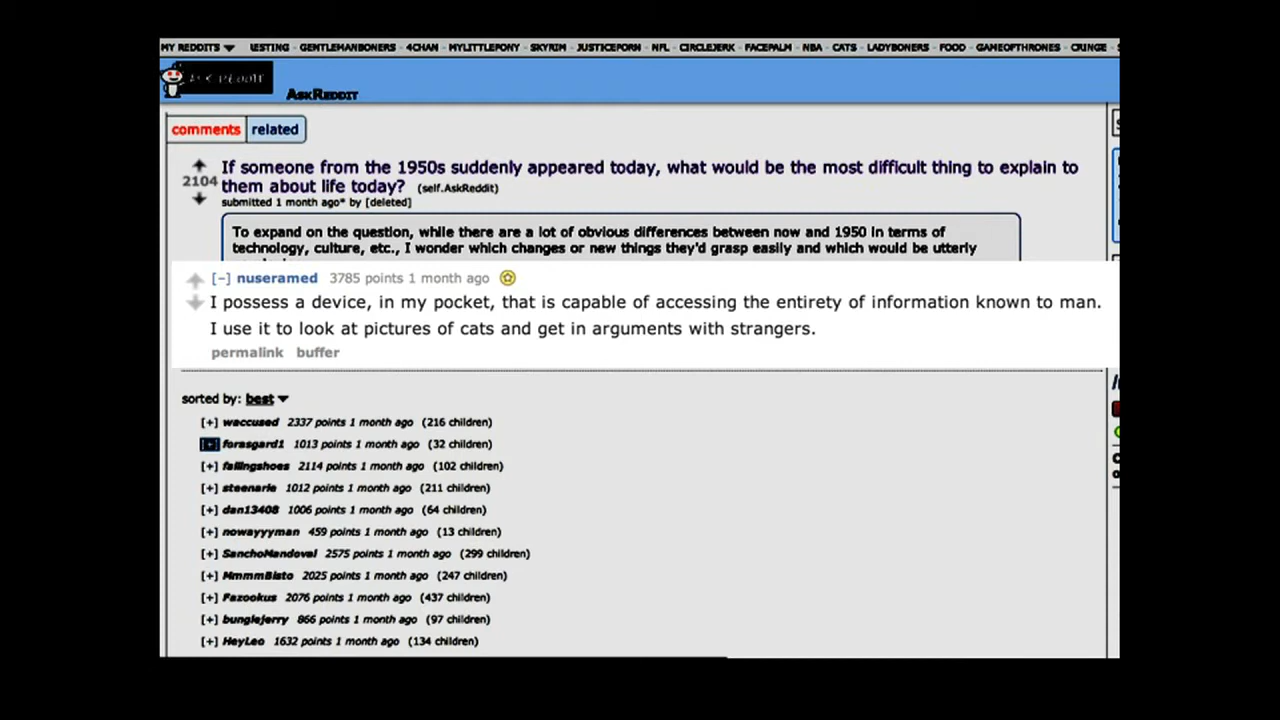 MY REDDITS ESTING - GENTLEMANBONERS - 4CHAN - MYLITTLEPONY - SKYRIM - JUSTICEPORN - NFL - CIRCLEJERK - FACEPALM - NBA - CATS - LADYBONERS - FOOD - GAMEOFTHRONES - CRINGE -
ASK REDDIT
ASKREDDIT
comments related
If someone from the 1950s suddenly appeared today, what would be the most difficult thing to explain to
2104 them about life today? (self.AskReddit)
submitted 1 month ago* by [deleted]
To expand on the question, while there are a lot of obvious differences between now and 1950 in terms of
technology, culture, etc., I wonder which changes or new things they'd grasp easily and which would be utterly
[–] nuseramed 3785 points 1 month ago
I possess a device, in my pocket, that is capable of accessing the entirety of information known to man.
I use it to look at pictures of cats and get in arguments with strangers.
permalink buffer
sorted by: best
[+] waccused 2337 points 1 month ago (216 children)
[+] forasgard1 1013 points 1 month ago (32 children)
[+] fallingshoes 2114 points 1 month ago (102 children)
[+] steenarie 1012 points 1 month ago (211 children)
[+] dan13408 1006 points 1 month ago (64 children)
[+] nowayyyman 459 points 1 month ago (13 children)
[+] SanchoMandoval 2575 points 1 month ago (299 children)
[+] MmmmBisto 2025 points 1 month ago (247 children)
[+] Fazookus 2076 points 1 month ago (437 children)
[+] bunglejerry 866 points 1 month ago (97 children)
[+] HeyLeo 1632 points 1 month ago (134 children)